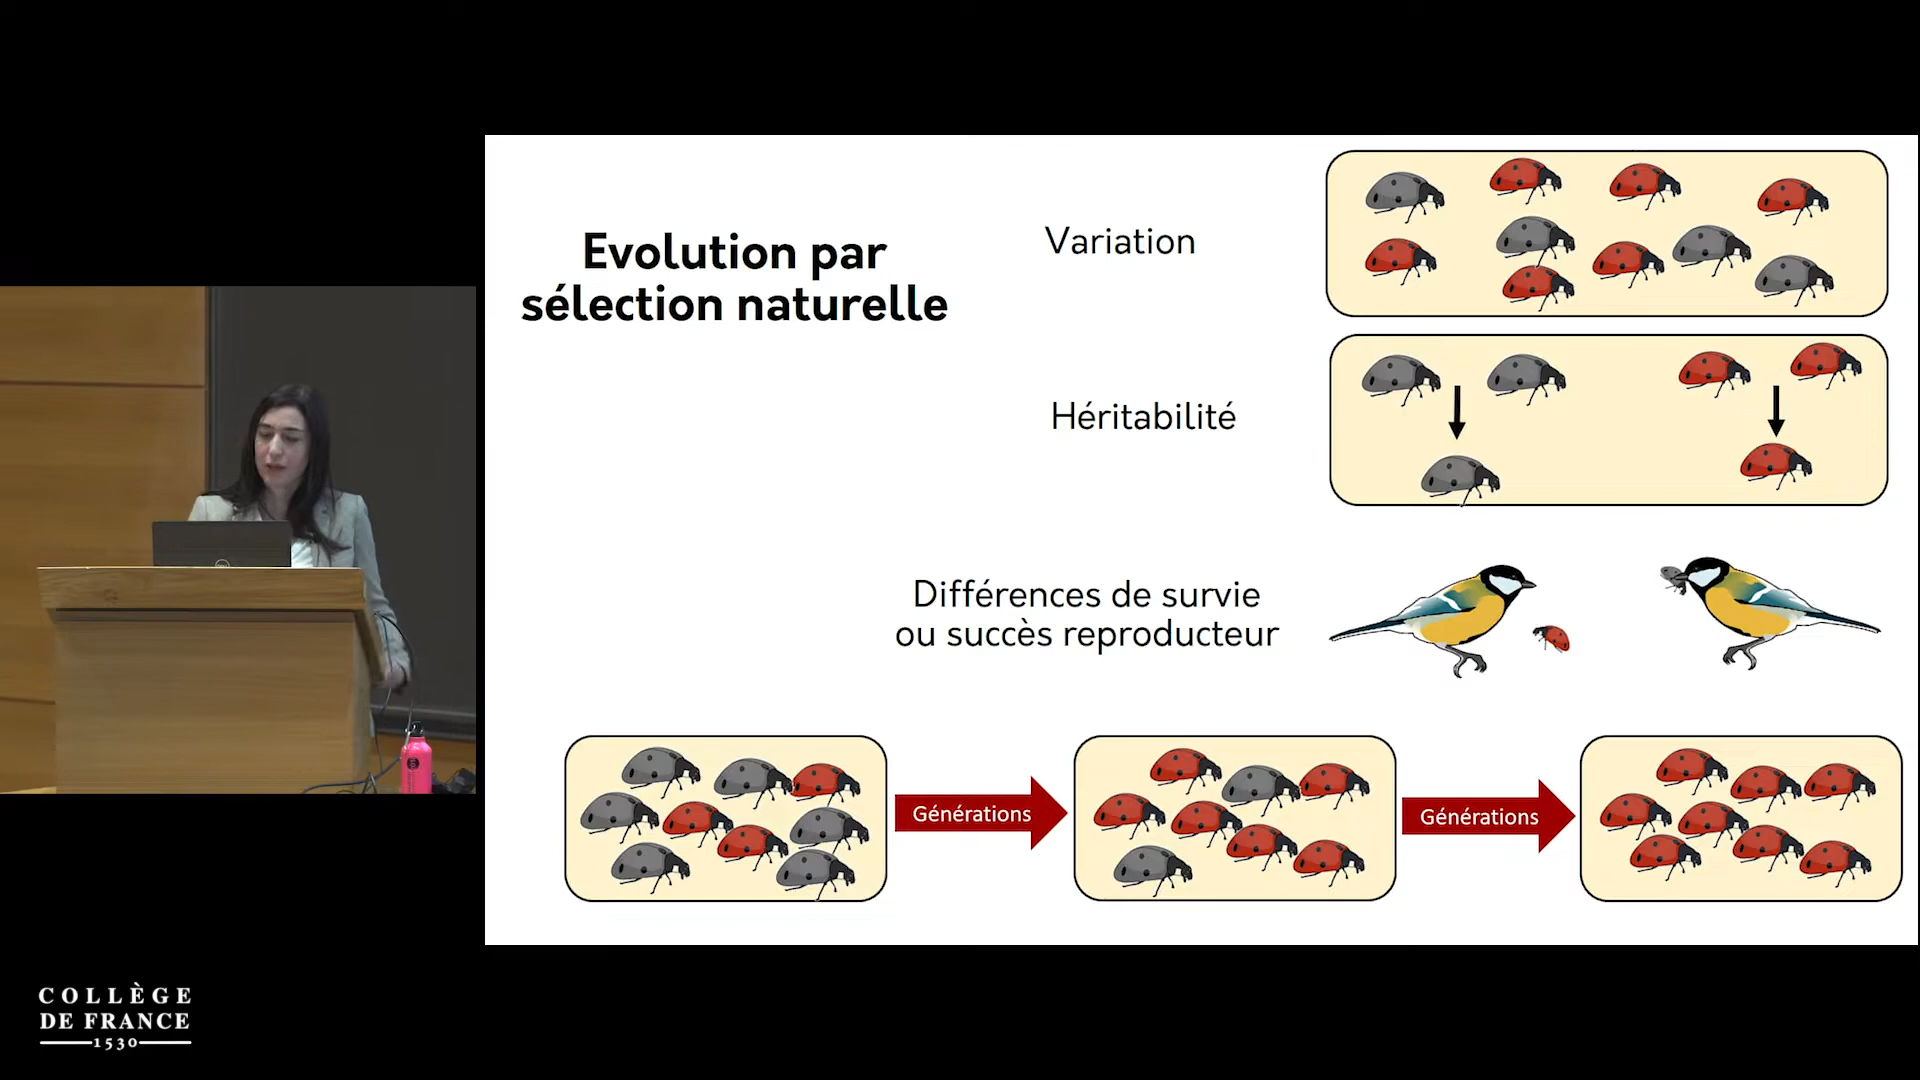 Evolution par
sélection naturelle
Variation
Héritabilité
Différences de survie
ou succès reproducteur
Générations
Générations
COLLÈGE
DE FRANCE
1530